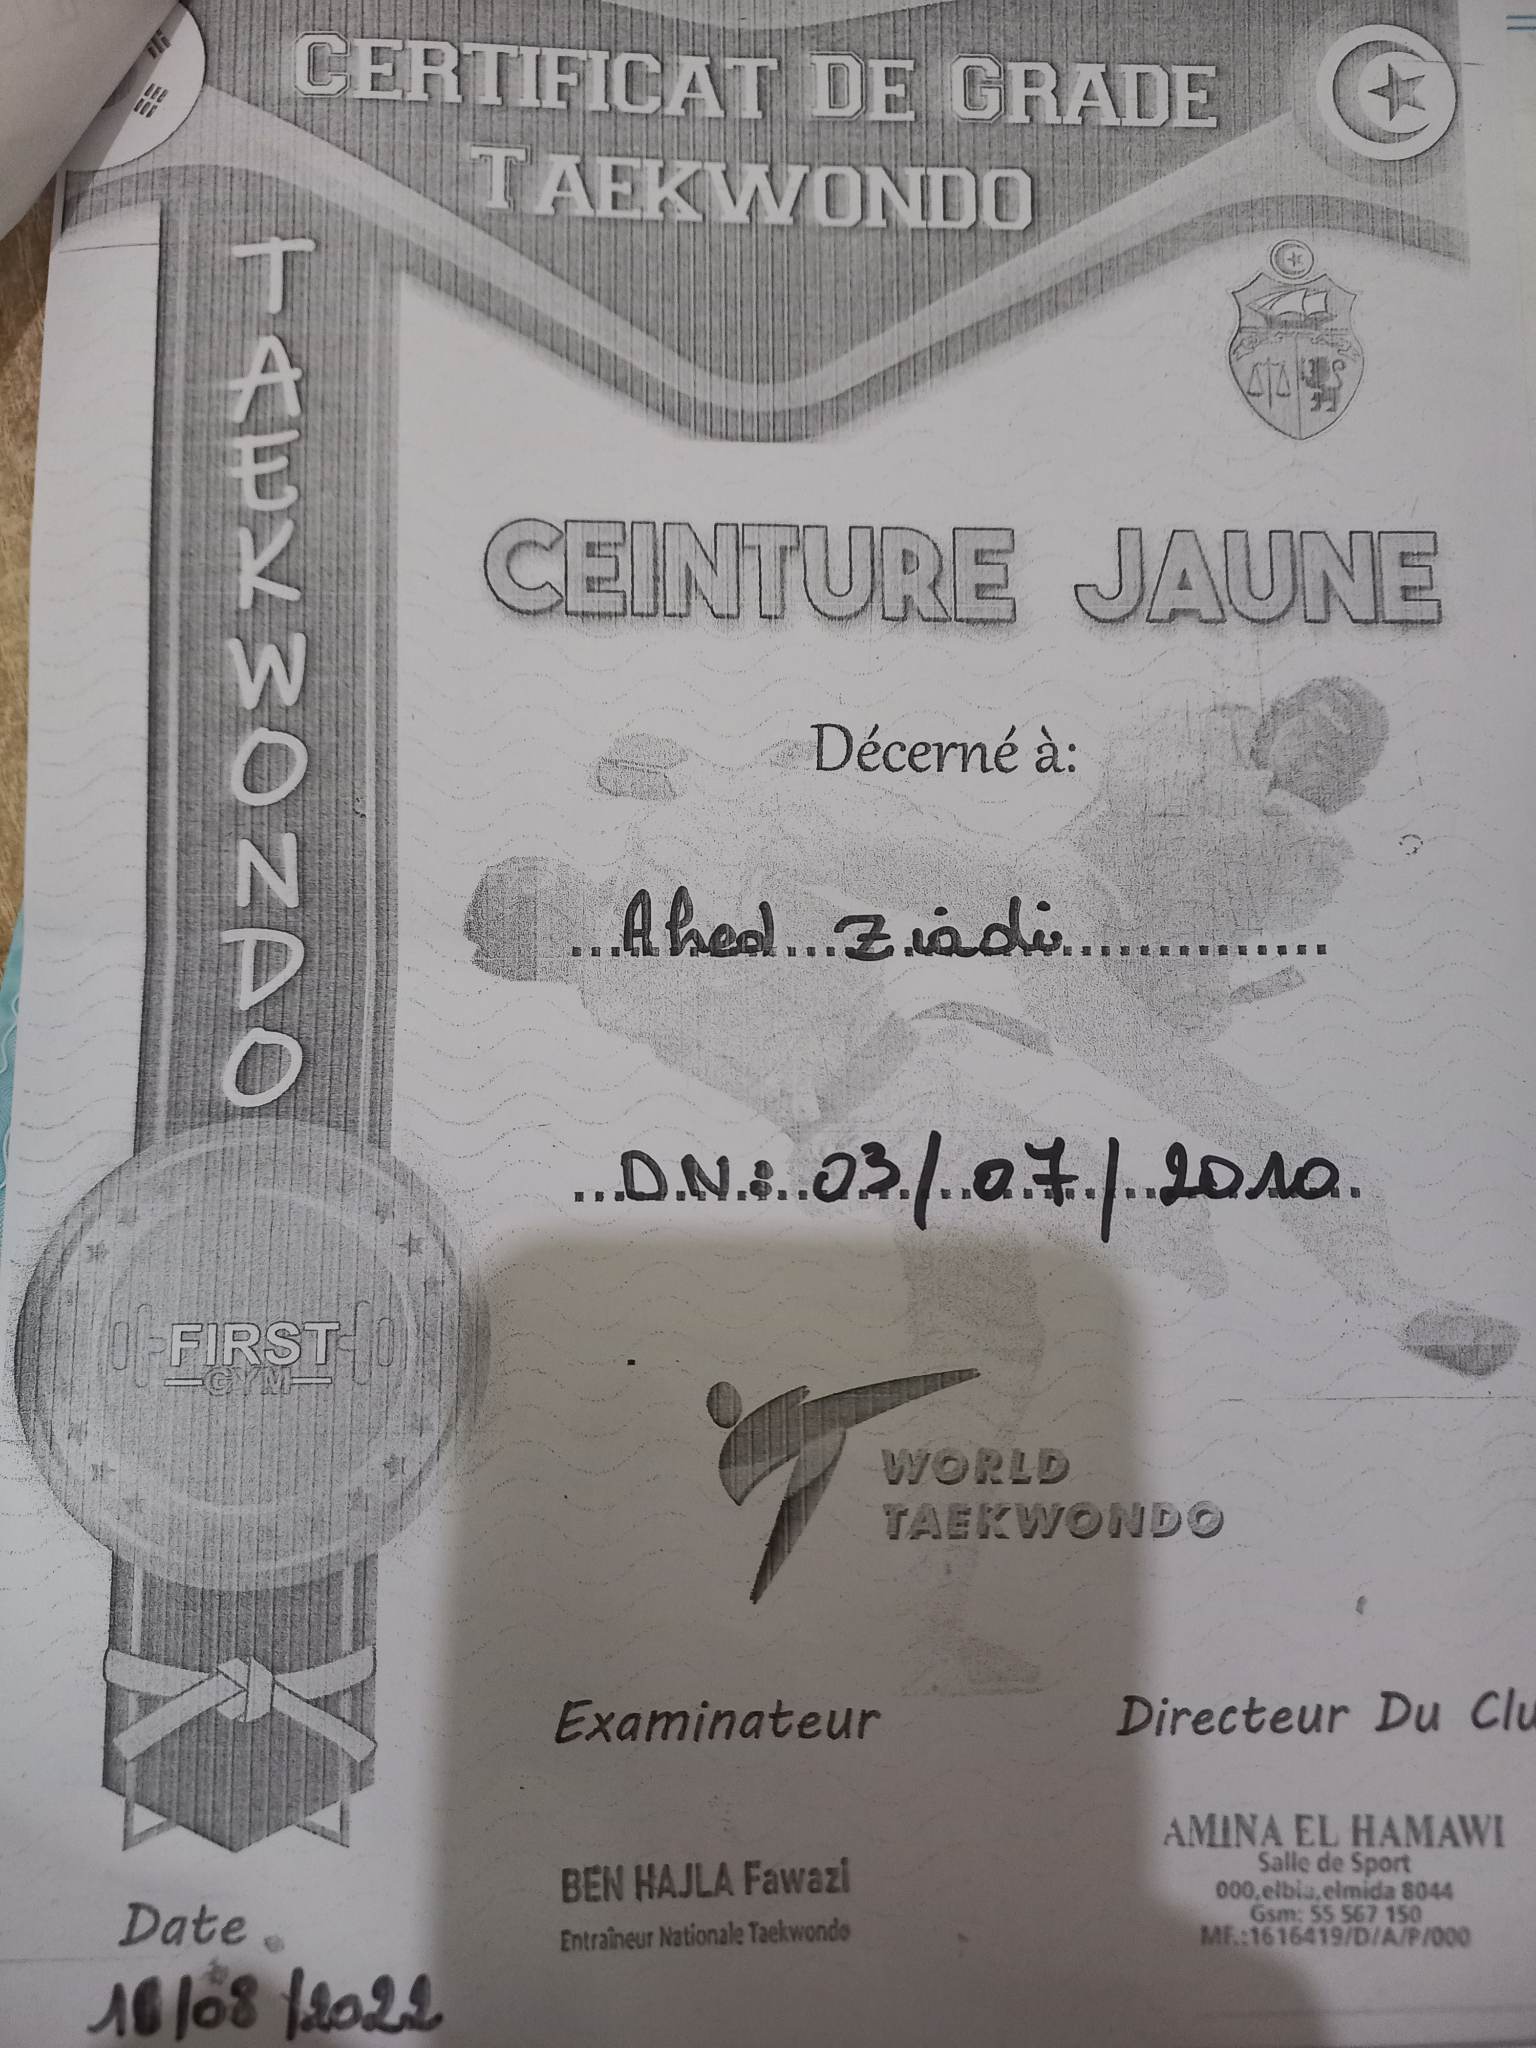 CERTIFICAT DE GRADE
TAEKWONDO
TAEKWONDO
CEINTURE JAUNE
Décerné à:
Ahed Ziadi
D.N.: 03/07/2010
FIRST
GYM
WORLD
TAEKWONDO
Examinateur
Directeur Du Clu
BEN HAJLA Fawazi
Entraîneur Nationale Taekwondo
AMINA EL HAMAWI
Salle de Sport
000,elbia,elmida 8044
Gsm: 55 567 150
MF.:1616419/D/A/P/000
Date
/08/2022